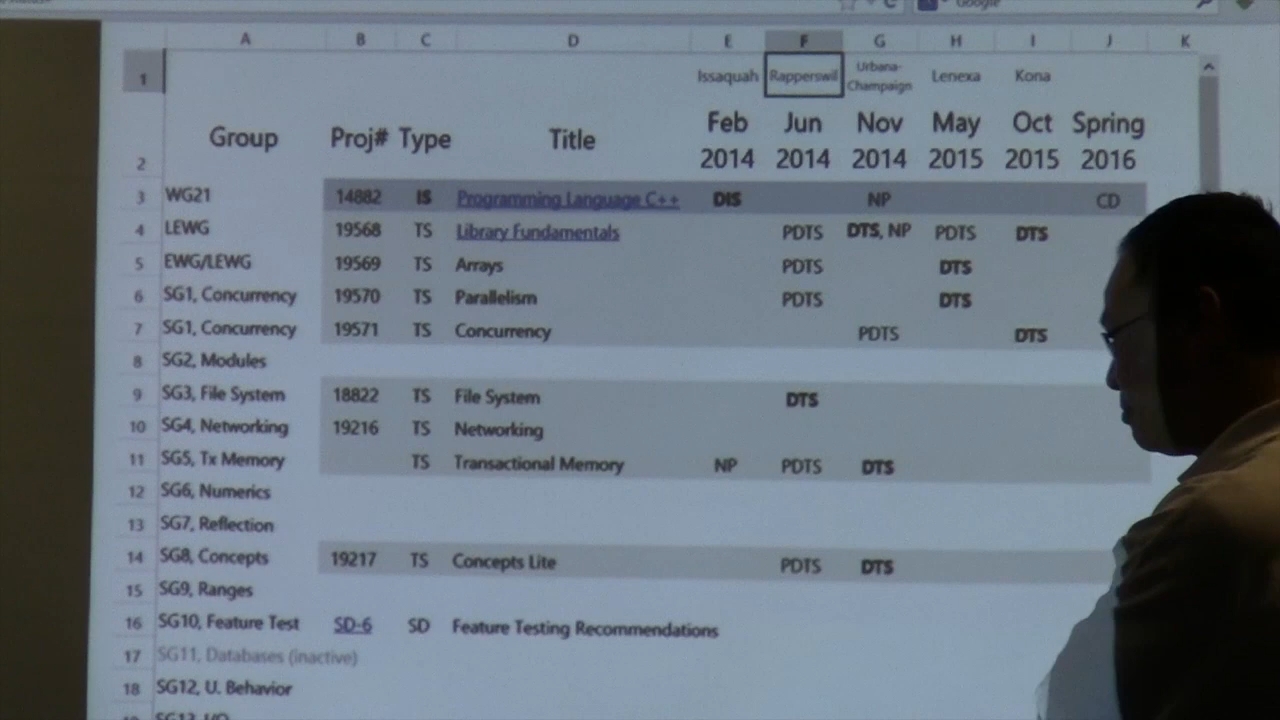 Google
A B C D E F G H I J K
1 Issaquah Rapperswil Urbana-Champaign Lenexa Kona
2 Group Proj# Type Title Feb 2014 Jun 2014 Nov 2014 May 2015 Oct 2015 Spring 2016
3 WG21 14882 IS Programming Language C++ DIS NP CD
4 LEWG 19568 TS Library Fundamentals PDTS DTS, NP PDTS DTS
5 EWG/LEWG 19569 TS Arrays PDTS DTS
6 SG1, Concurrency 19570 TS Parallelism PDTS DTS
7 SG1, Concurrency 19571 TS Concurrency PDTS DTS
8 SG2, Modules
9 SG3, File System 18822 TS File System DTS
10 SG4, Networking 19216 TS Networking
11 SG5, Tx Memory TS Transactional Memory NP PDTS DTS
12 SG6, Numerics
13 SG7, Reflection
14 SG8, Concepts 19217 TS Concepts Lite PDTS DTS
15 SG9, Ranges
16 SG10, Feature Test SD-6 SD Feature Testing Recommendations
17 SG11, Databases (inactive)
18 SG12, U. Behavior